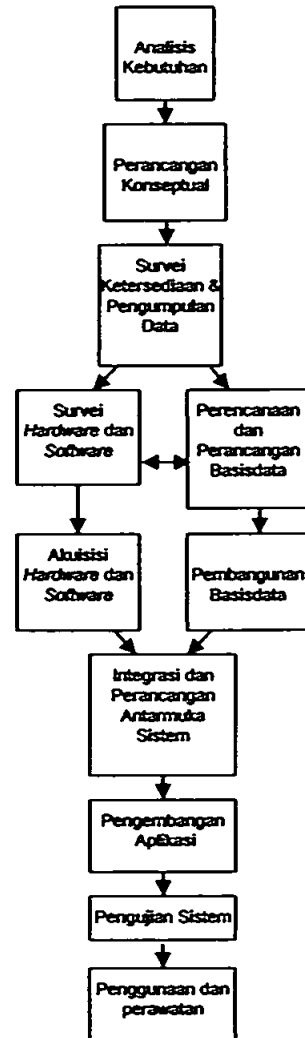 Analisis
Kebutuhan
Perancangan
Konseptual
Survei
Ketersediaan &
Pengumpulan
Data
Survei
Hardware dan
Software
Perencanaan
dan
Perancangan
Basisdata
Akuisisi
Hardware dan
Software
Pembangunan
Basisdata
Integrasi dan
Perancangan
Antarmuka
Sistem
Pengembangan
Aplikasi
Pengujian Sistem
Penggunaan dan
perawatan